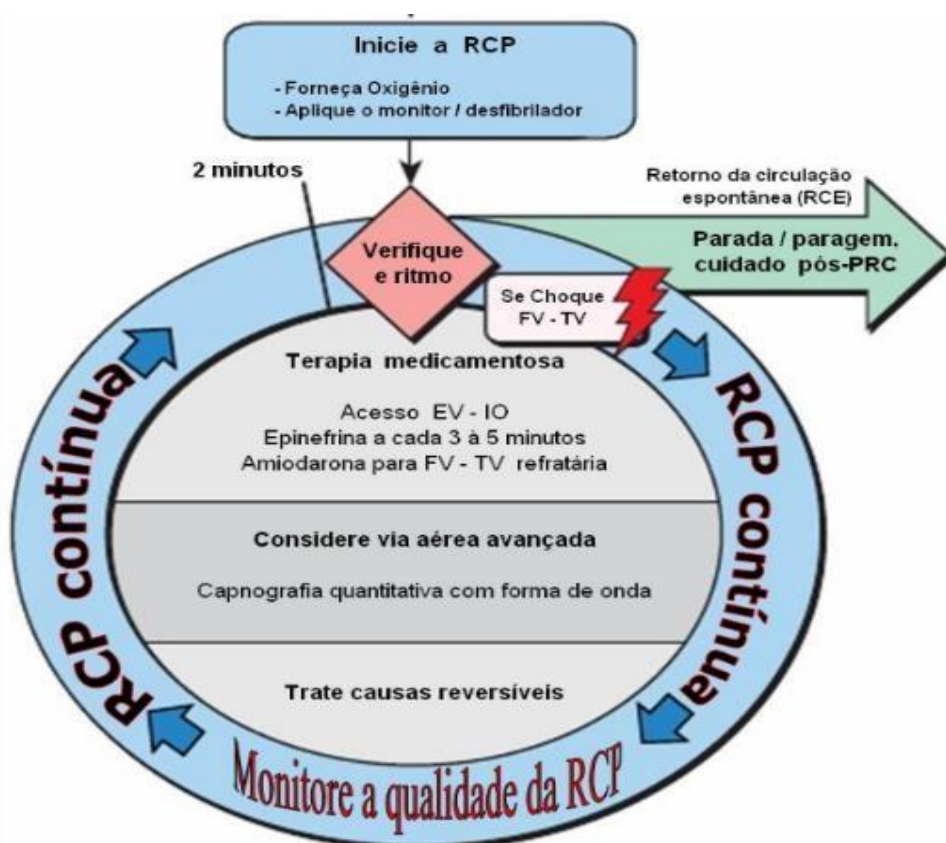 Inicie a RCP
- Forneça Oxigênio
- Aplique o monitor / desfibrilador
2 minutos
Verifique
e ritmo
Retorno da circulação
espontânea (RCE)
Parada / paragem,
cuidado pós-PRC
Se Choque
FV - TV
Terapia medicamentosa
Acesso EV - IO
Epinefrina a cada 3 à 5 minutos
Amiodarona para FV - TV refratária
Considere via aérea avançada
Capnografia quantitativa com forma de onda
Trate causas reversíveis
RCP contínua
RCP contínua
Monitore a qualidade da RCP